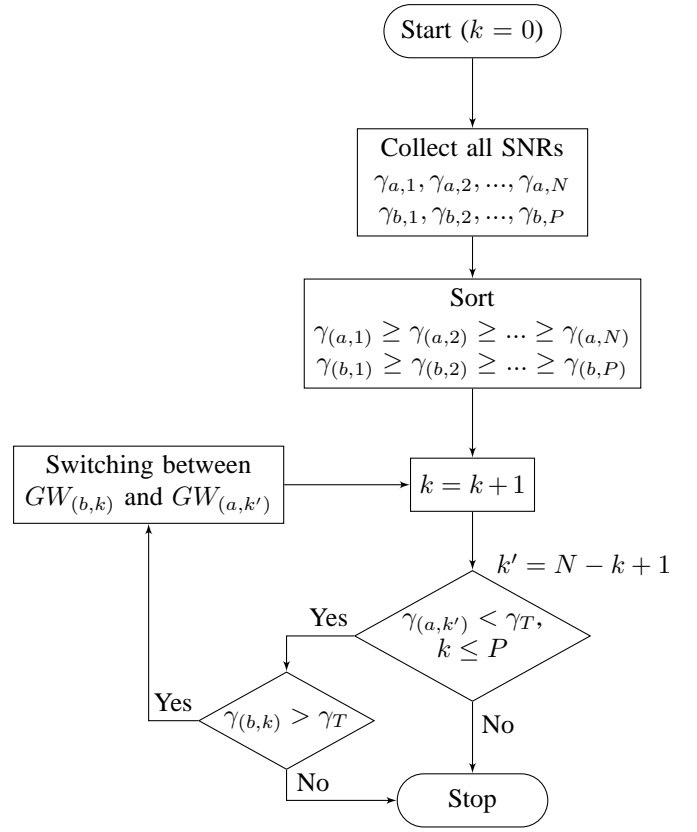 Start (k = 0)
Collect all SNRs
γ_{a,1}, γ_{a,2}, ..., γ_{a,N}
γ_{b,1}, γ_{b,2}, ..., γ_{b,P}
Sort
γ_{(a,1)} ≥ γ_{(a,2)} ≥ ... ≥ γ_{(a,N)}
γ_{(b,1)} ≥ γ_{(b,2)} ≥ ... ≥ γ_{(b,P)}
Switching between
GW_{(b,k)} and GW_{(a,k′)}
k = k + 1
k′ = N − k + 1
γ_{(a,k′)} < γ_T,
k ≤ P
Yes
γ_{(b,k)} > γ_T
Yes
No
No
Stop